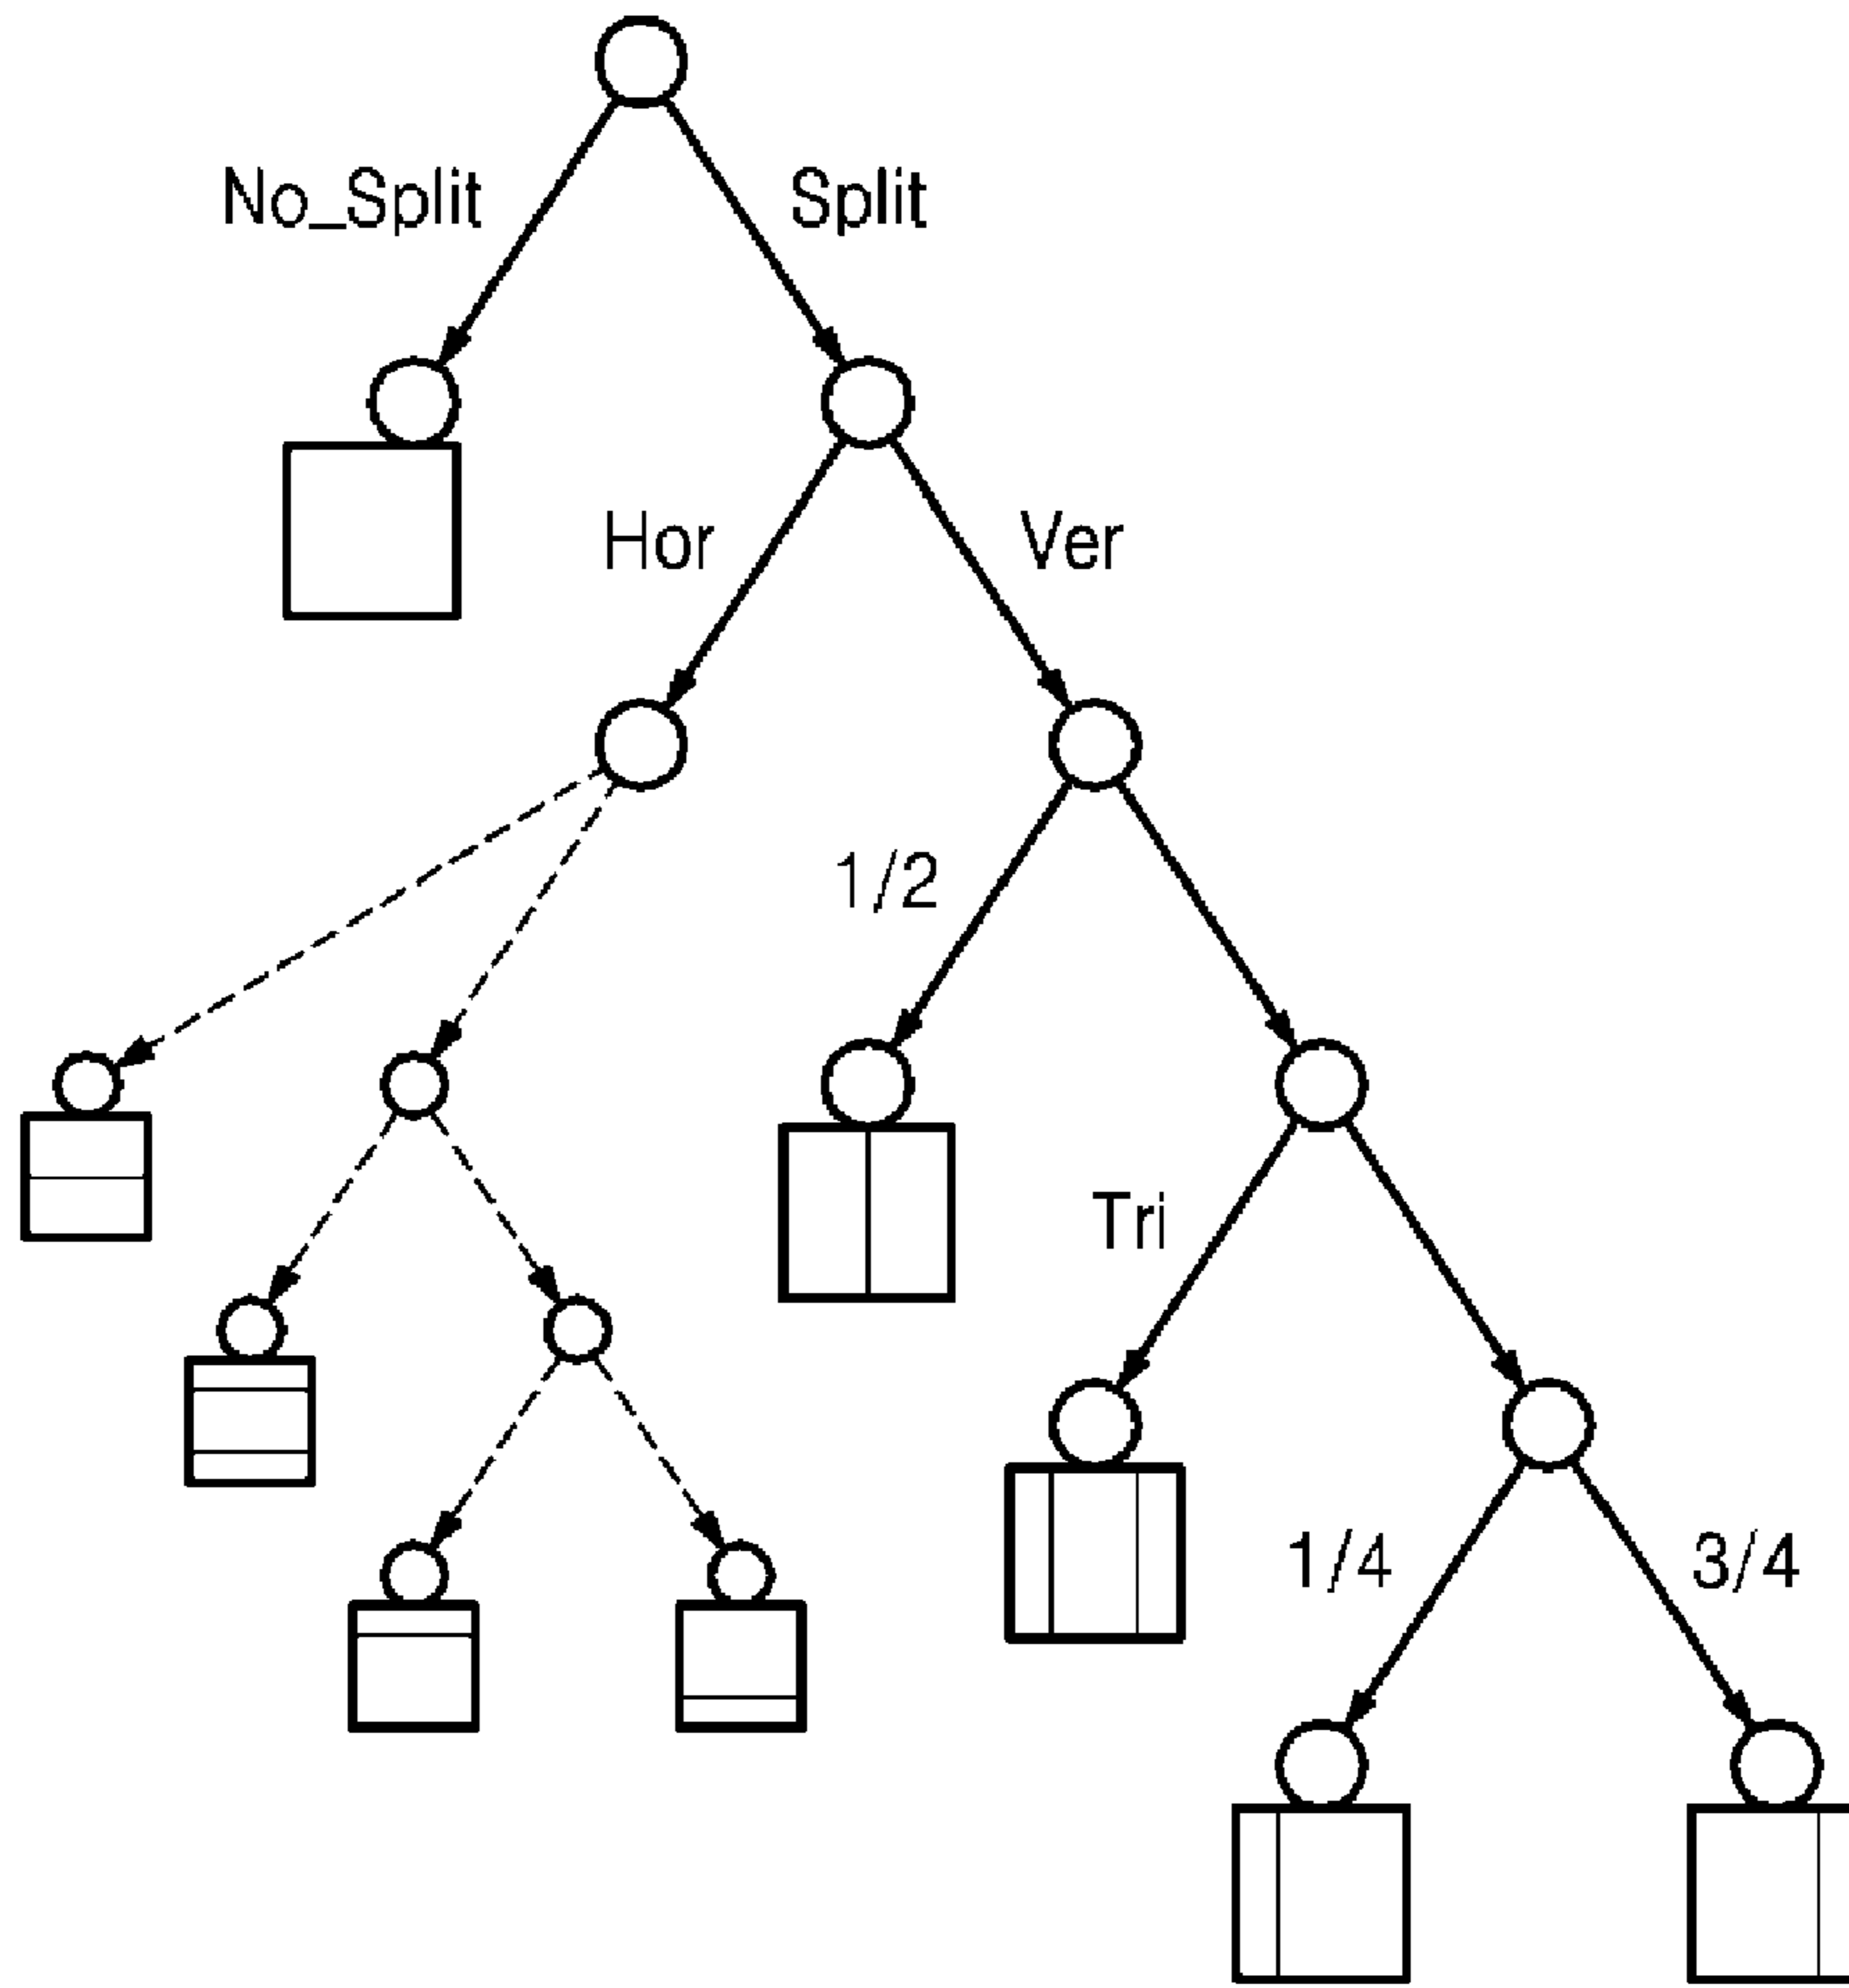 No_Split
Split
Hor
Ver
1/2
Tri
1/4
3/4